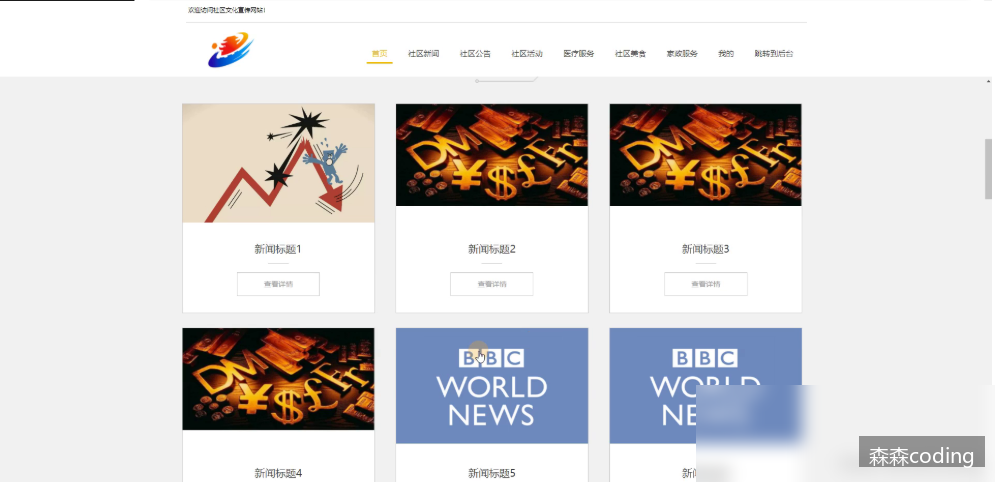 欢迎访问社区文化宣传网站!
首页 社区新闻 社区公告 社区活动 医疗服务 社区美食 家政服务 我的 跳转到后台
新闻标题1 新闻标题2 新闻标题3
查看详情 查看详情 查看详情
BBC
WORLD
NEWS
BBC
WORLD
NE
新闻标题4 新闻标题5
森森coding